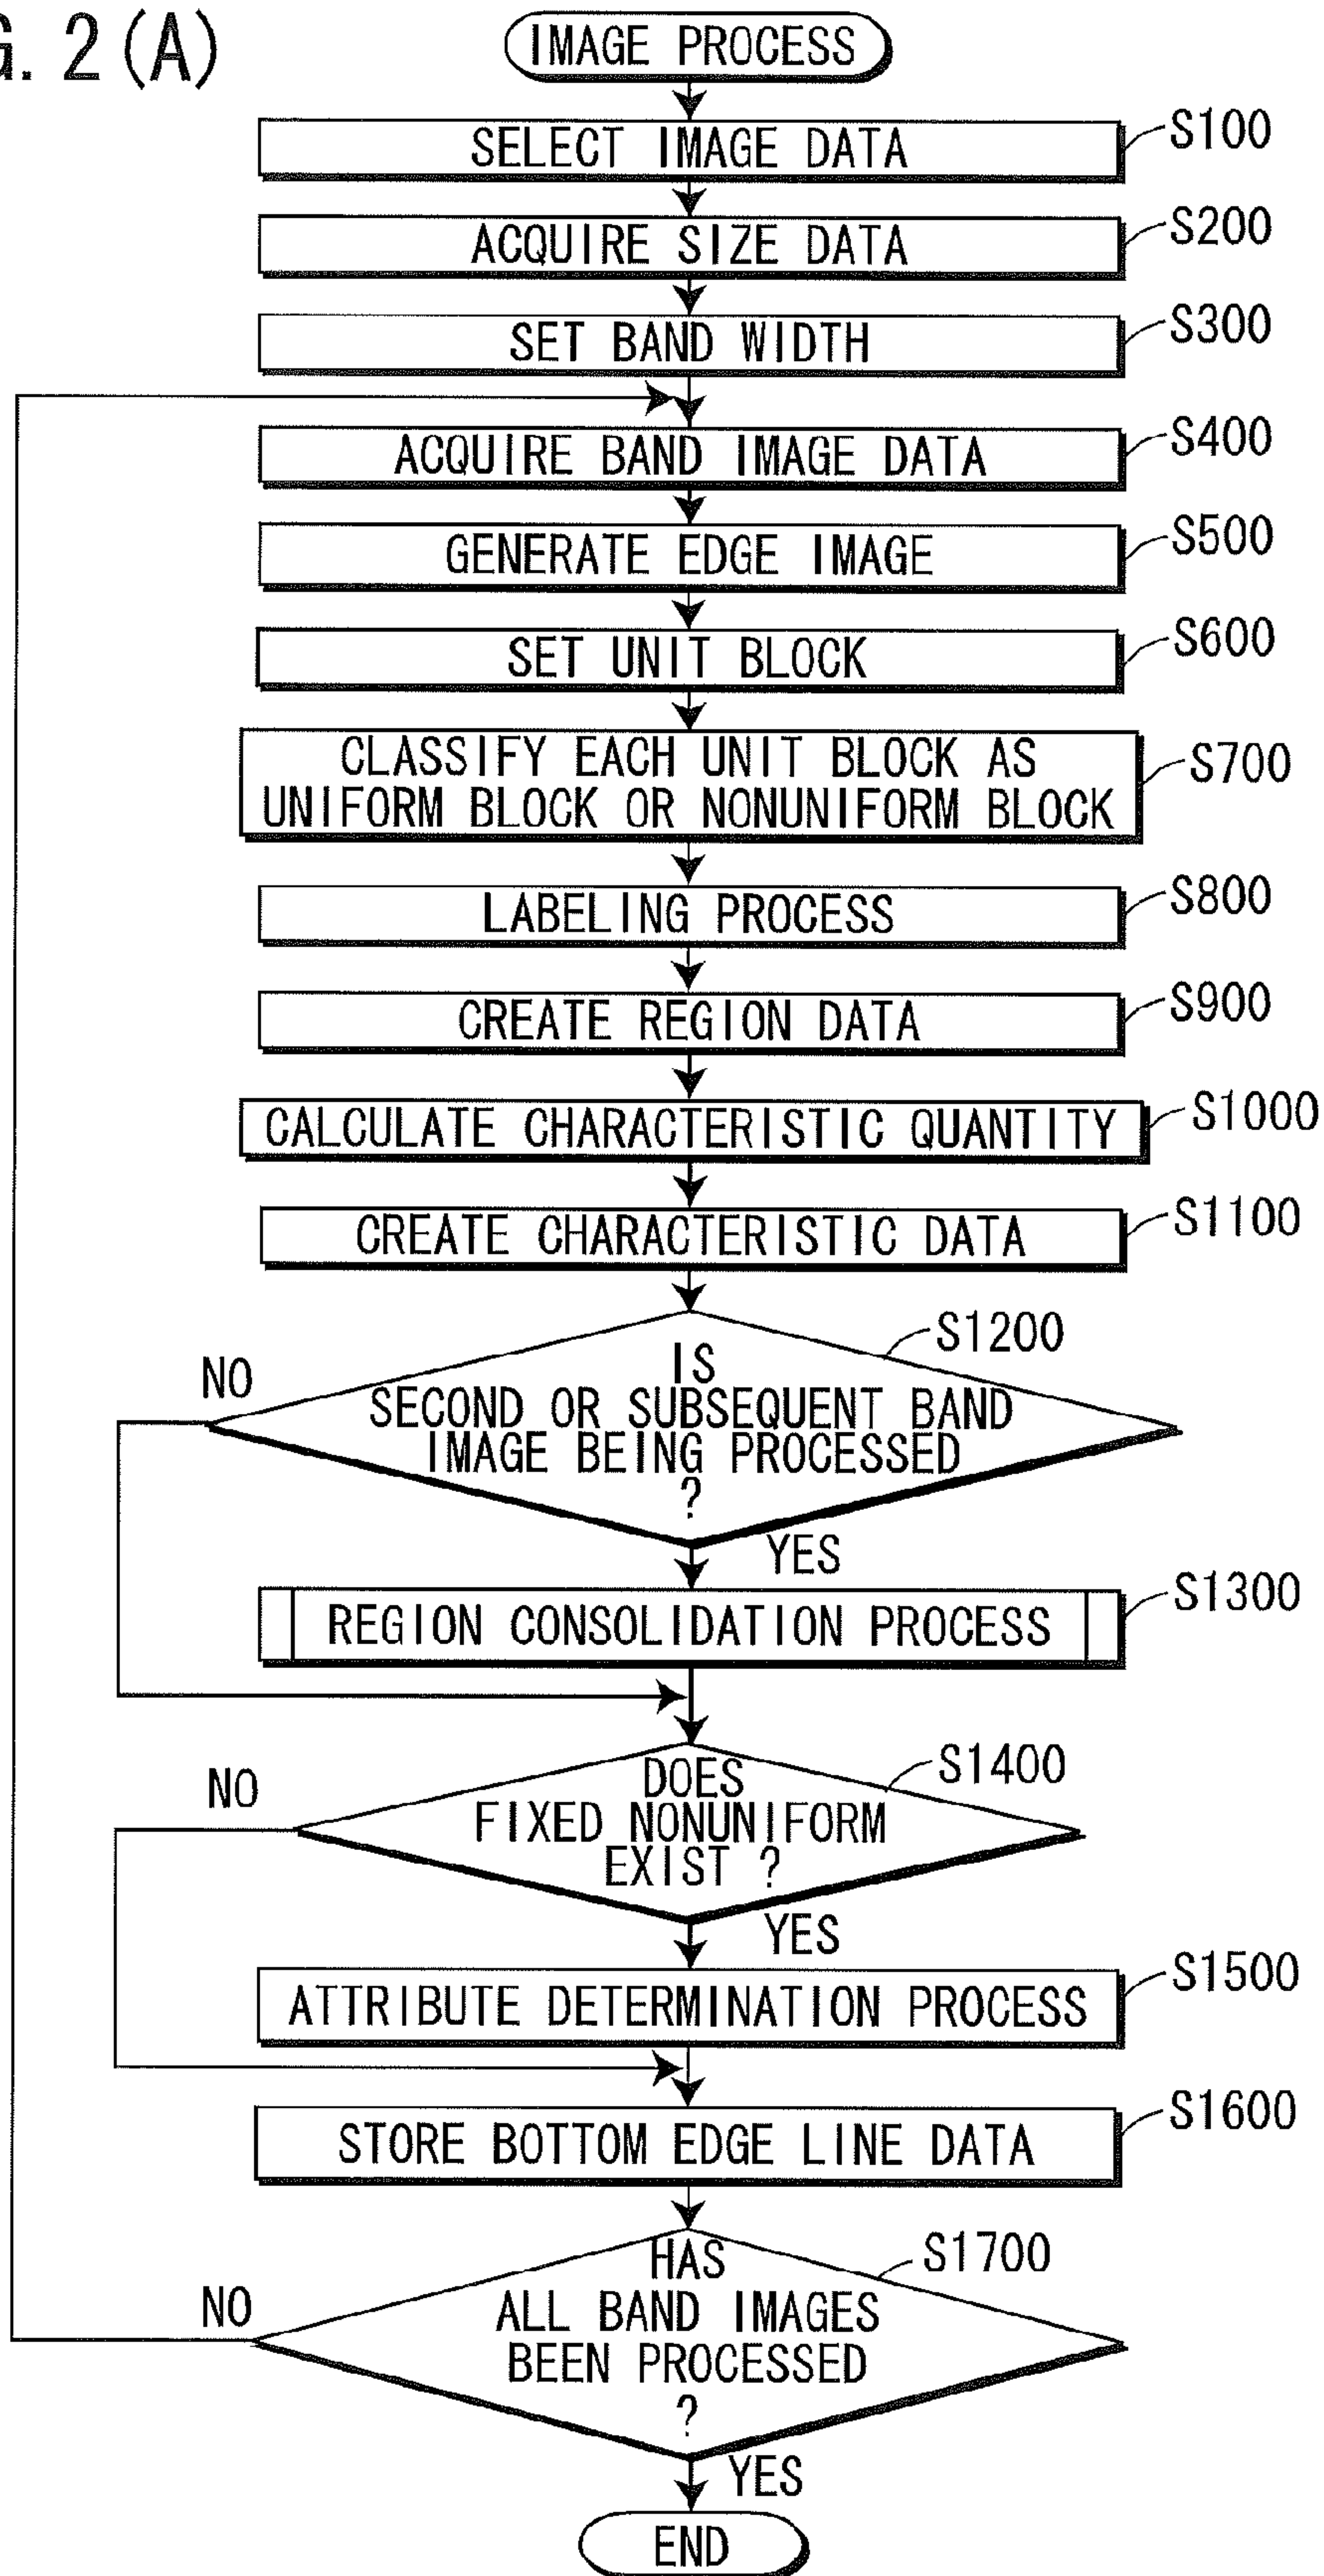 G. 2 (A)
IMAGE PROCESS
SELECT IMAGE DATA
S100
ACQUIRE SIZE DATA
S200
SET BAND WIDTH
S300
ACQUIRE BAND IMAGE DATA
S400
GENERATE EDGE IMAGE
S500
SET UNIT BLOCK
S600
CLASSIFY EACH UNIT BLOCK AS
UNIFORM BLOCK OR NONUNIFORM BLOCK
S700
LABELING PROCESS
S800
CREATE REGION DATA
S900
CALCULATE CHARACTERISTIC QUANTITY
S1000
CREATE CHARACTERISTIC DATA
S1100
S1200
NO
IS
SECOND OR SUBSEQUENT BAND
IMAGE BEING PROCESSED
?
YES
REGION CONSOLIDATION PROCESS
S1300
S1400
NO
DOES
FIXED NONUNIFORM
EXIST ?
YES
ATTRIBUTE DETERMINATION PROCESS
S1500
STORE BOTTOM EDGE LINE DATA
S1600
S1700
NO
HAS
ALL BAND IMAGES
BEEN PROCESSED
?
YES
END